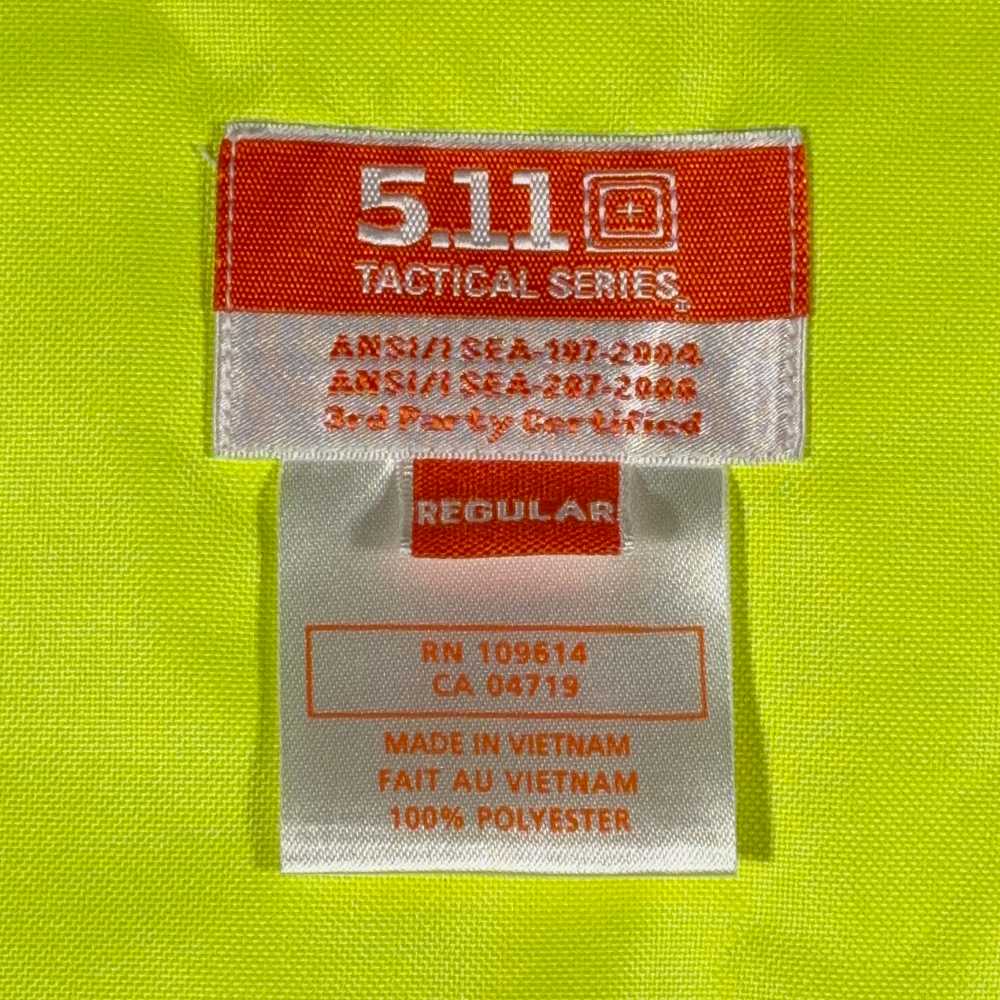 5.11
TACTICAL SERIES®
ANSI/ISEA-107-2004
ANSI/ISEA-207-2006
3rd Party Certified
REGULAR
RN 109614
CA 04719
MADE IN VIETNAM
FAIT AU VIETNAM
100% POLYESTER